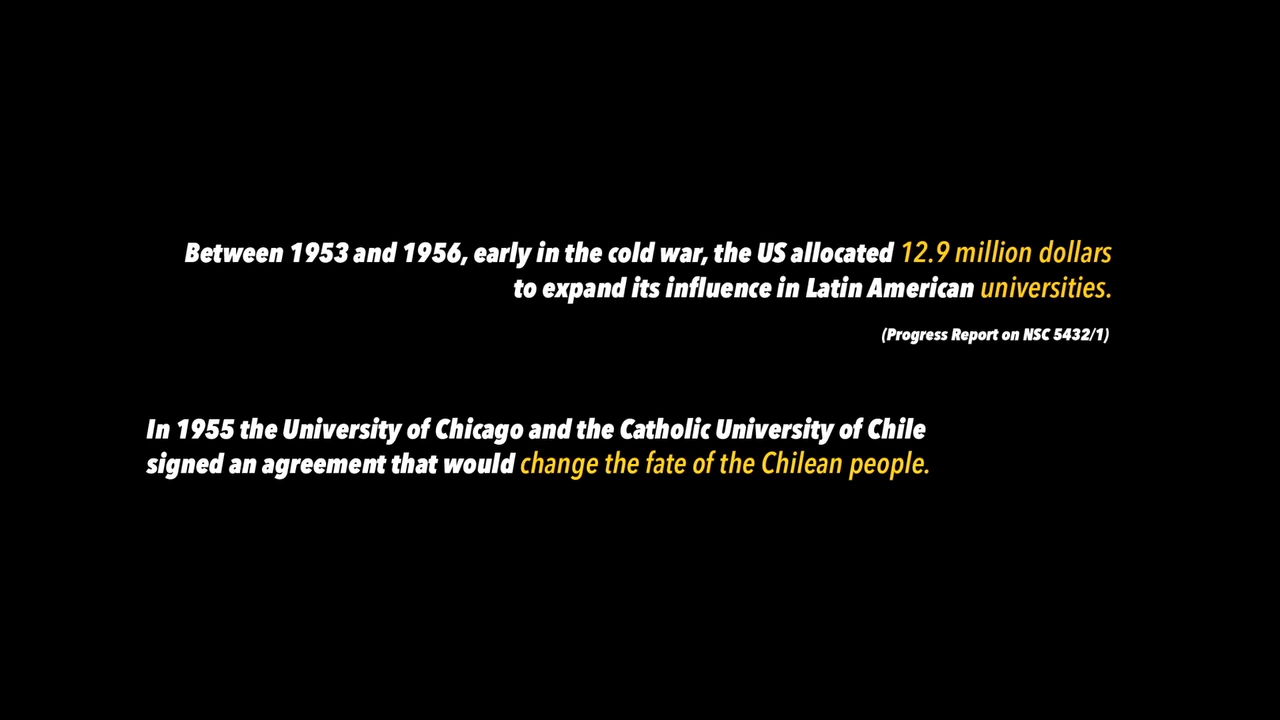 Between 1953 and 1956, early in the cold war, the US allocated 12.9 million dollars
to expand its influence in Latin American universities.
(Progress Report on NSC 5432/1)
In 1955 the University of Chicago and the Catholic University of Chile
signed an agreement that would change the fate of the Chilean people.